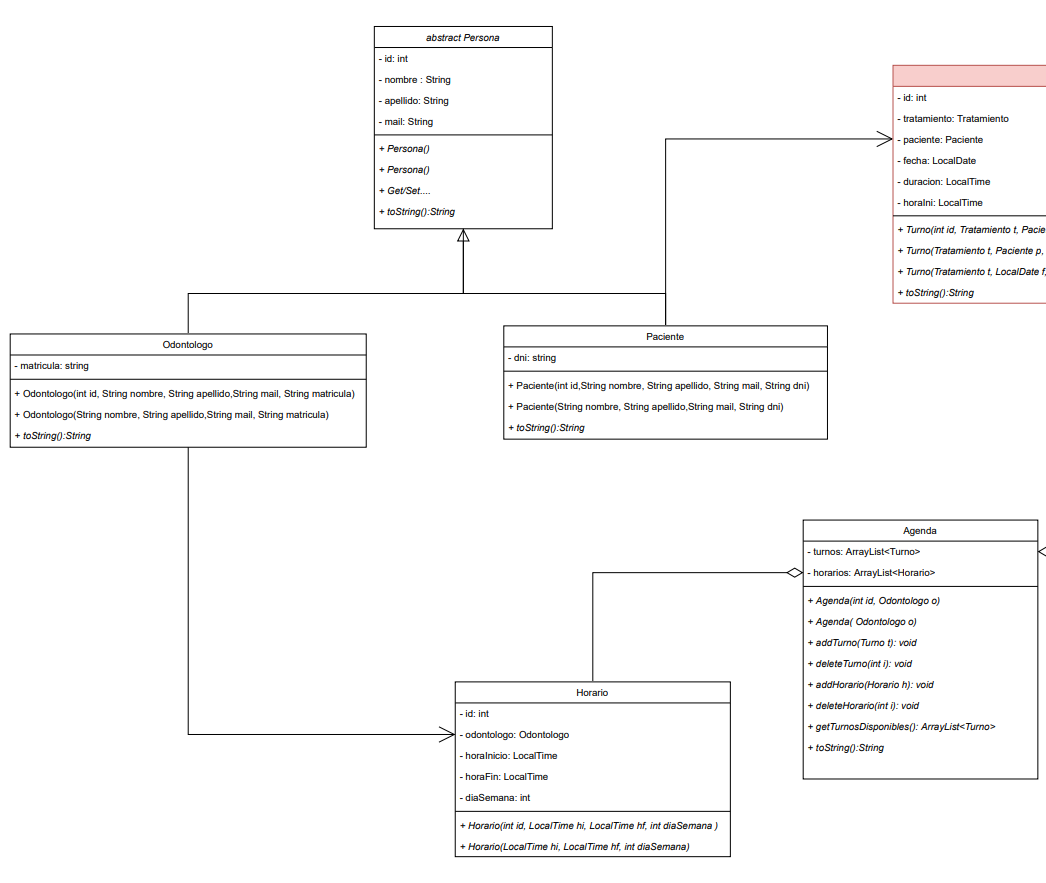 abstract Persona
- id: int
- nombre : String
- apellido: String
- mail: String
+ Persona()
+ Persona()
+ Get/Set....
+ toString():String
- id: int
- tratamiento: Tratamiento
- paciente: Paciente
- fecha: LocalDate
- duracion: LocalTime
- horaIni: LocalTime
+ Turno(int id, Tratamiento t, Pacie
+ Turno(Tratamiento t, Paciente p,
+ Turno(Tratamiento t, LocalDate f,
+ toString():String
Odontologo
- matricula: string
+ Odontologo(int id, String nombre, String apellido,String mail, String matricula)
+ Odontologo(String nombre, String apellido,String mail, String matricula)
+ toString():String
Paciente
- dni: string
+ Paciente(int id,String nombre, String apellido, String mail, String dni)
+ Paciente(String nombre, String apellido,String mail, String dni)
+ toString():String
Agenda
- turnos: ArrayList<Turno>
- horarios: ArrayList<Horario>
+ Agenda(int id, Odontologo o)
+ Agenda( Odontologo o)
+ addTurno(Turno t): void
+ deleteTurno(int i): void
+ addHorario(Horario h): void
+ deleteHorario(int i): void
+ getTurnosDisponibles(): ArrayList<Turno>
+ toString():String
Horario
- id: int
- odontologo: Odontologo
- horaInicio: LocalTime
- horaFin: LocalTime
- diaSemana: int
+ Horario(int id, LocalTime hi, LocalTime hf, int diaSemana )
+ Horario(LocalTime hi, LocalTime hf, int diaSemana)